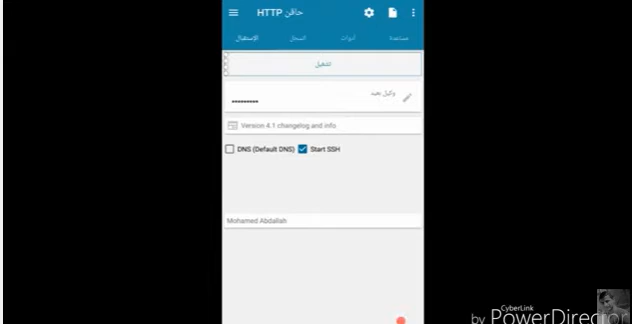 حاقن HTTP
الإستقبال السجل أدوات مساعدة
تشغيل
وكيل بعيد
Version 4.1 changelog and info
DNS (Default DNS) Start SSH
Mohamed Abdallah
CyberLink
by PowerDirector